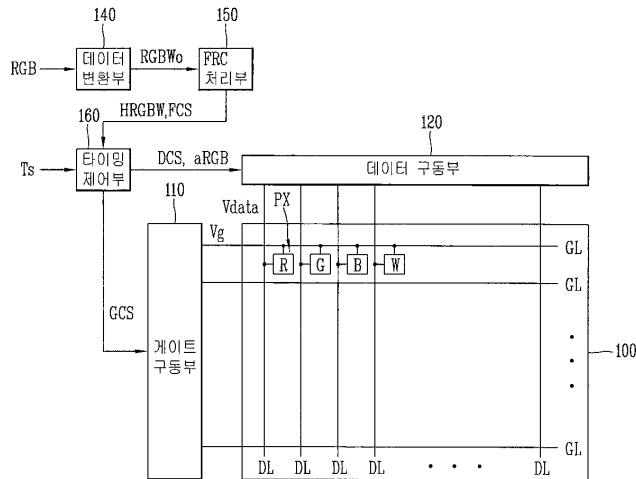 140
150
RGB
데이터
변환부
RGBWo
FRC
처리부
HRGBW,FCS
160
120
Ts
타이밍
제어부
DCS, aRGB
데이터 구동부
110
Vdata
PX
Vg
GL
R
G
B
W
GL
GCS
게이트
구동부
100
GL
DL
DL
DL
DL
DL